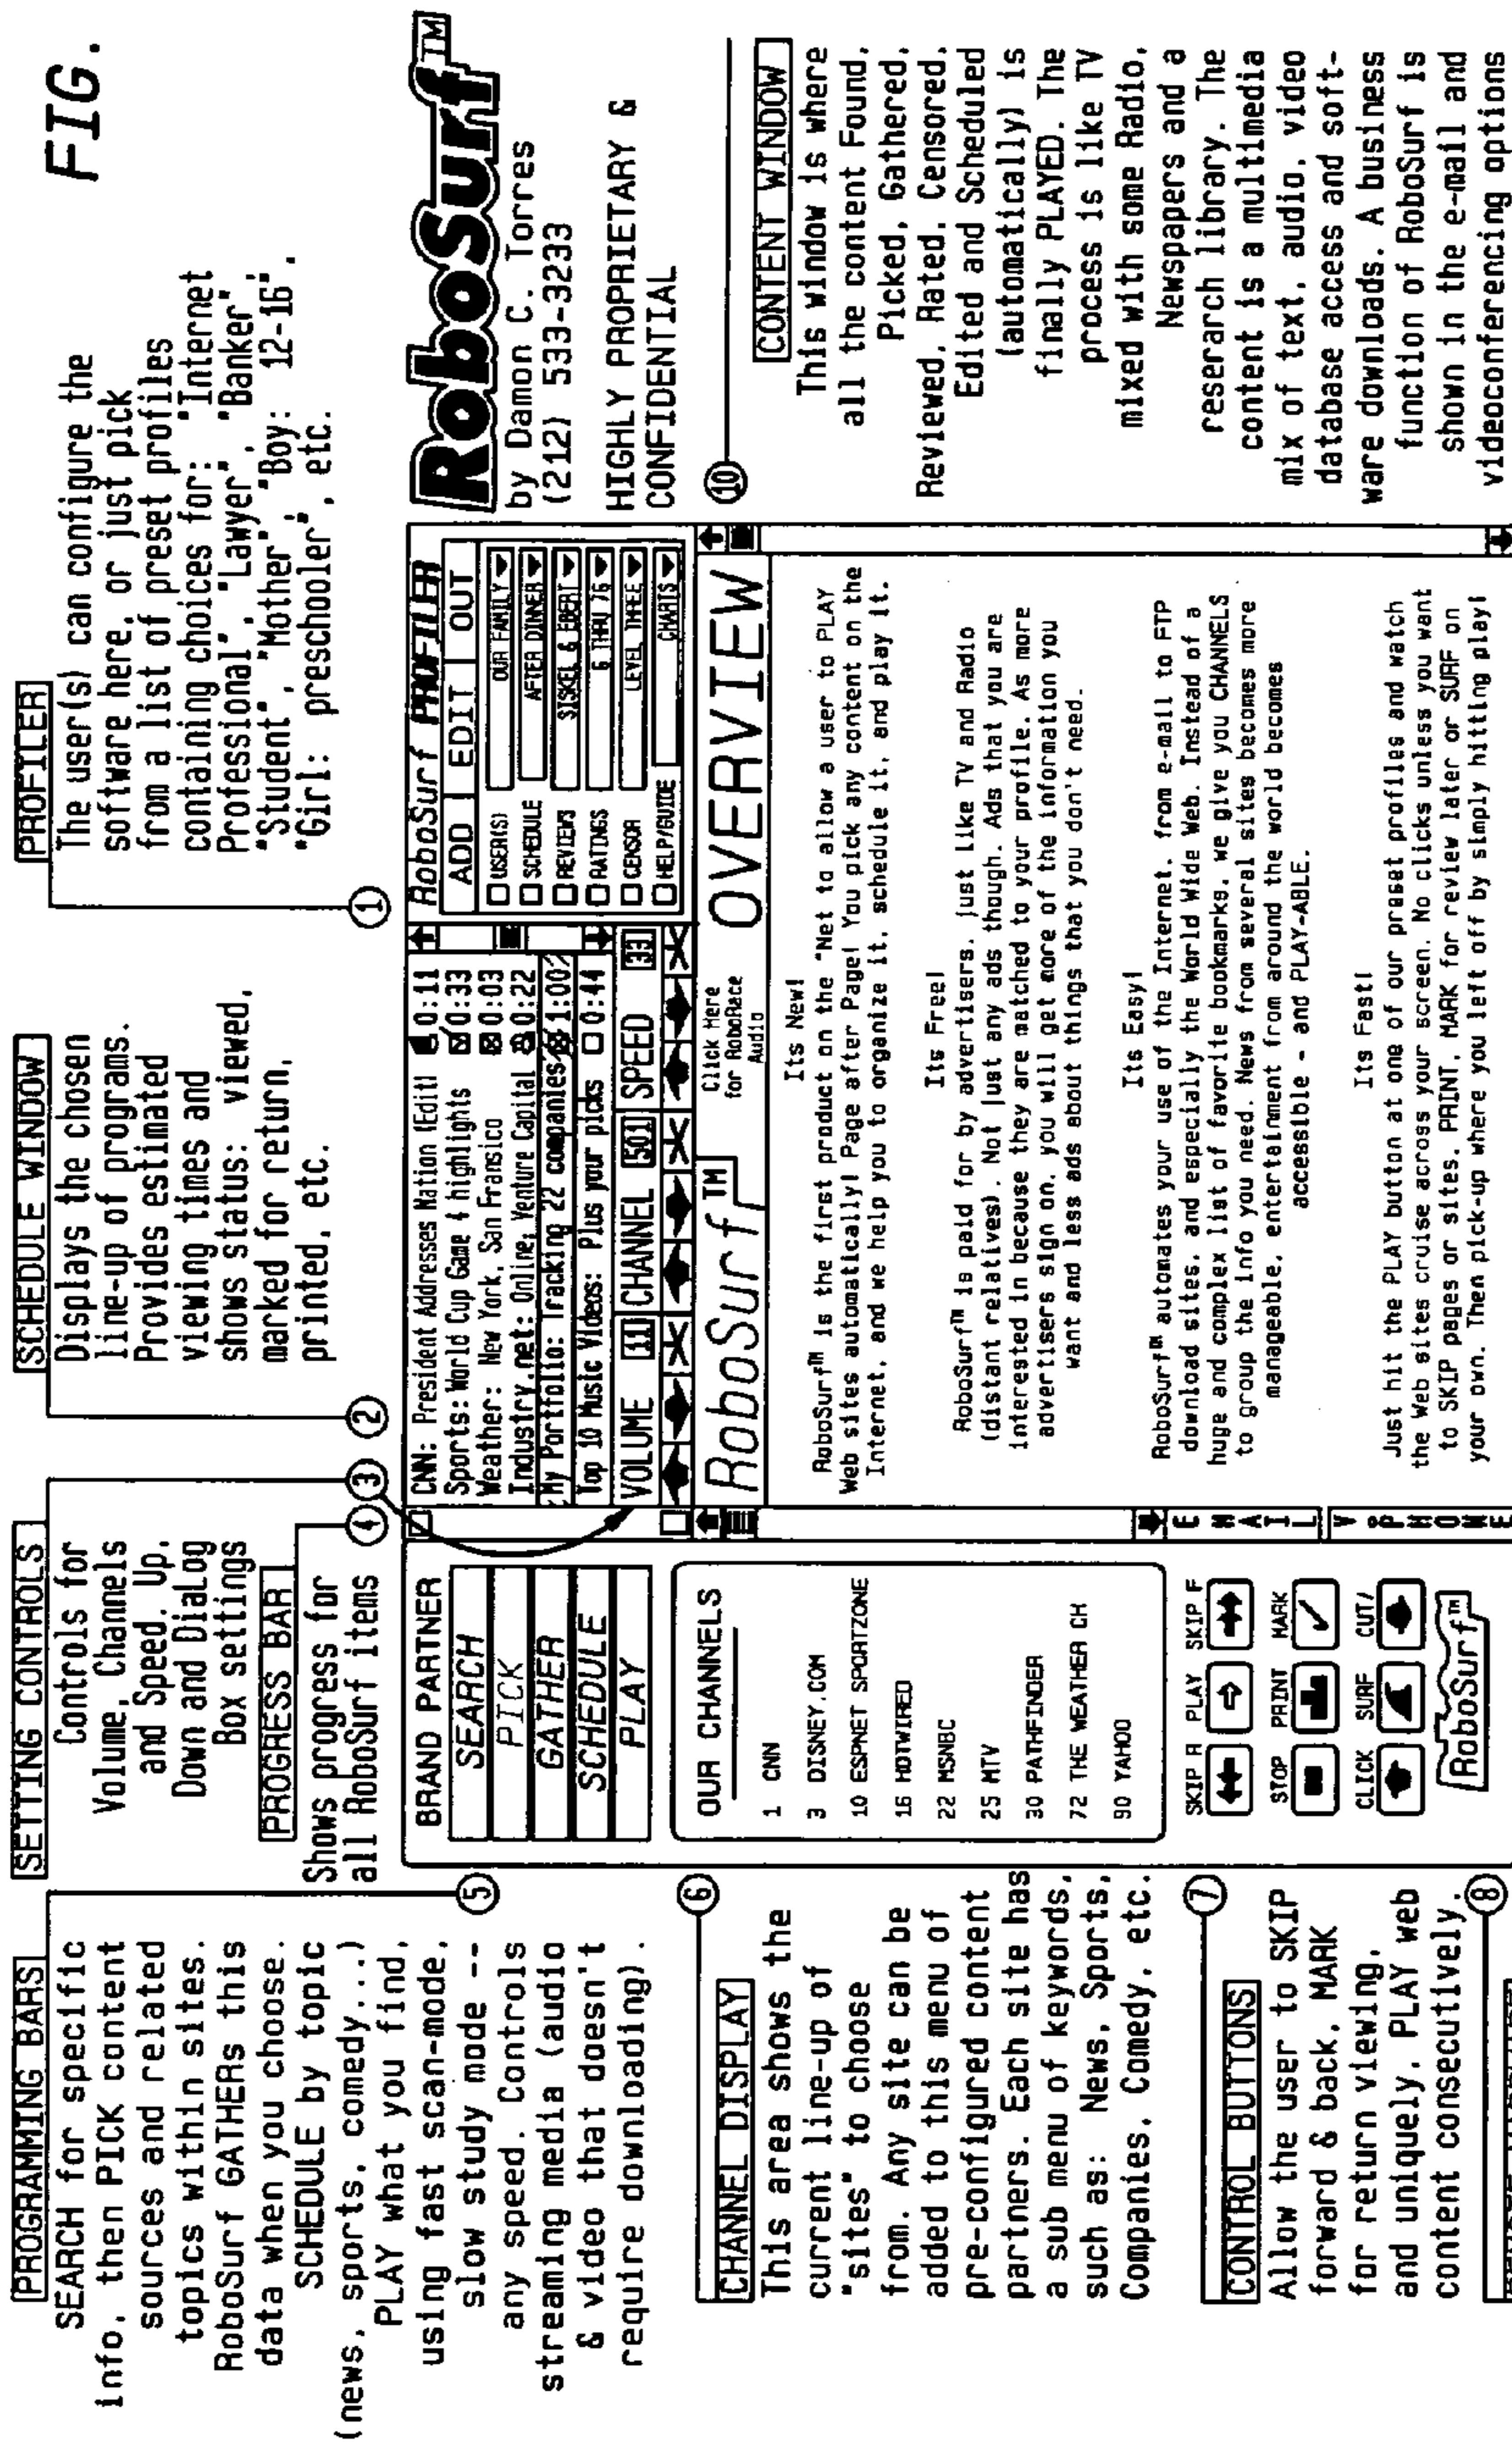 FIG.
PROGRAMMING BARS
SEARCH for specific
info, then PICK content
sources and related
topics within sites.
RoboSurf GATHERs this
data when you choose.
SCHEDULE by topic
(news, sports, comedy...)
PLAY what you find,
using fast scan-mode,
slow study mode --
any speed. Controls
streaming media (audio
& video that doesn't
require downloading).
5
SETTING CONTROLS
Controls for
Volume, Channels
and Speed. Up,
Down and Dialog
Box settings
3
PROGRESS BAR
Shows progress for
all RoboSurf items
4
SCHEDULE WINDOW
Displays the chosen
line-up of programs.
Provides estimated
viewing times and
shows status: viewed,
marked for return,
printed, etc.
2
PROFILER
The user(s) can configure the
software here, or just pick
from a list of preset profiles
containing choices for: "Internet
Professional", "Lawyer", "Banker",
"Student", "Mother", "Boy: 12-16",
"Girl: preschooler", etc.
1
RoboSurf™
by Damon C. Torres
(212) 533-3233
HIGHLY PROPRIETARY &
CONFIDENTIAL
BRAND PARTNER
SEARCH
PICK
GATHER
SCHEDULE
PLAY
CNN: President Addresses Nation (Edit) 0:11
Sports: World Cup Game & highlights 0:33
Weather: New York, San Fransico 0:03
Industry.net: Online; Venture Capital 0:22
My Portfolio: Tracking 22 companies 1:00
Top 10 Music Videos: Plus your picks 0:44
VOLUME 11 CHANNEL 501 SPEED 33
RoboSurf PROFILER
ADD EDIT OUT
USER(S) OUR FAMILY
SCHEDULE AFTER DINNER
REVIEWS SISKEL & EBERT
RATINGS 6 THRU 76
CENSOR LEVEL THREE
HELP/GUIDE CHARTS
OUR CHANNELS
1 CNN
3 DISNEY.COM
10 ESPNET SPORTZONE
16 HOTWIRED
22 MSNBC
25 MTV
30 PATHFINDER
72 THE WEATHER CH
90 YAHOO
SKIP R PLAY SKIP F
STOP PRINT MARK
CLICK SURF CUT/
RoboSurf™
EMAIL
V PHONE
RoboSurf™
Click Here
for RoboRace
Audio
OVERVIEW
Its New!
RoboSurf™ is the first product on the "Net to allow a user to PLAY
Web sites automatically! Page after Page! You pick any content on the
Internet, and we help you to organize it, schedule it, and play it.
Its Free!
RoboSurf™ is paid for by advertisers, just like TV and Radio
(distant relatives). Not just any ads though. Ads that you are
interested in because they are matched to your profile. As more
advertisers sign on, you will get more of the information you
want and less ads about things that you don't need.
Its Easy!
RoboSurf™ automates your use of the Internet, from e-mail to FTP
download sites, and especially the World Wide Web. Instead of a
huge and complex list of favorite bookmarks, we give you CHANNELS
to group the info you need. News from several sites becomes more
manageable, entertainment from around the world becomes
accessible - and PLAY-ABLE.
Its Fast!
Just hit the PLAY button at one of our preset profiles and watch
the Web sites cruise across your screen. No clicks unless you want
to SKIP pages or sites, PRINT, MARK for review later or SURF on
your own. Then pick-up where you left off by simply hitting play!
6
CHANNEL DISPLAY
This area shows the
current line-up of
"sites" to choose
from. Any site can be
added to this menu of
pre-configured content
partners. Each site has
a sub menu of keywords,
such as: News, Sports,
Companies, Comedy, etc.
7
CONTROL BUTTONS
Allow the user to SKIP
forward & back, MARK
for return viewing,
and uniquely, PLAY web
content consecutively.
8
10
CONTENT WINDOW
This window is where
all the content Found,
Picked, Gathered,
Reviewed, Rated, Censored,
Edited and Scheduled
(automatically) is
finally PLAYED. The
process is like TV
mixed with some Radio,
Newspapers and a
reserarch library. The
content is a multimedia
mix of text, audio, video
database access and soft-
ware downloads. A business
function of RoboSurf is
shown in the e-mail and
videoconferencing options